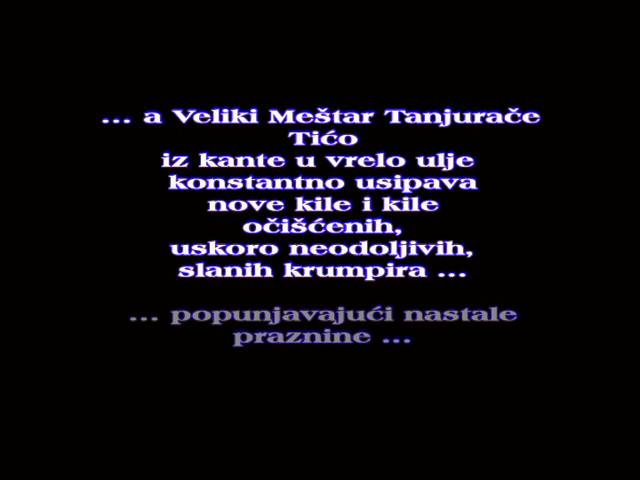 ... a Veliki Meštar Tanjurače
Tićo
iz kante u vrelo ulje
konstantno usipava
nove kile i kile
očišćenih,
uskoro neodoljivih,
slanih krumpira ...
... popunjavajući nastale
praznine ...